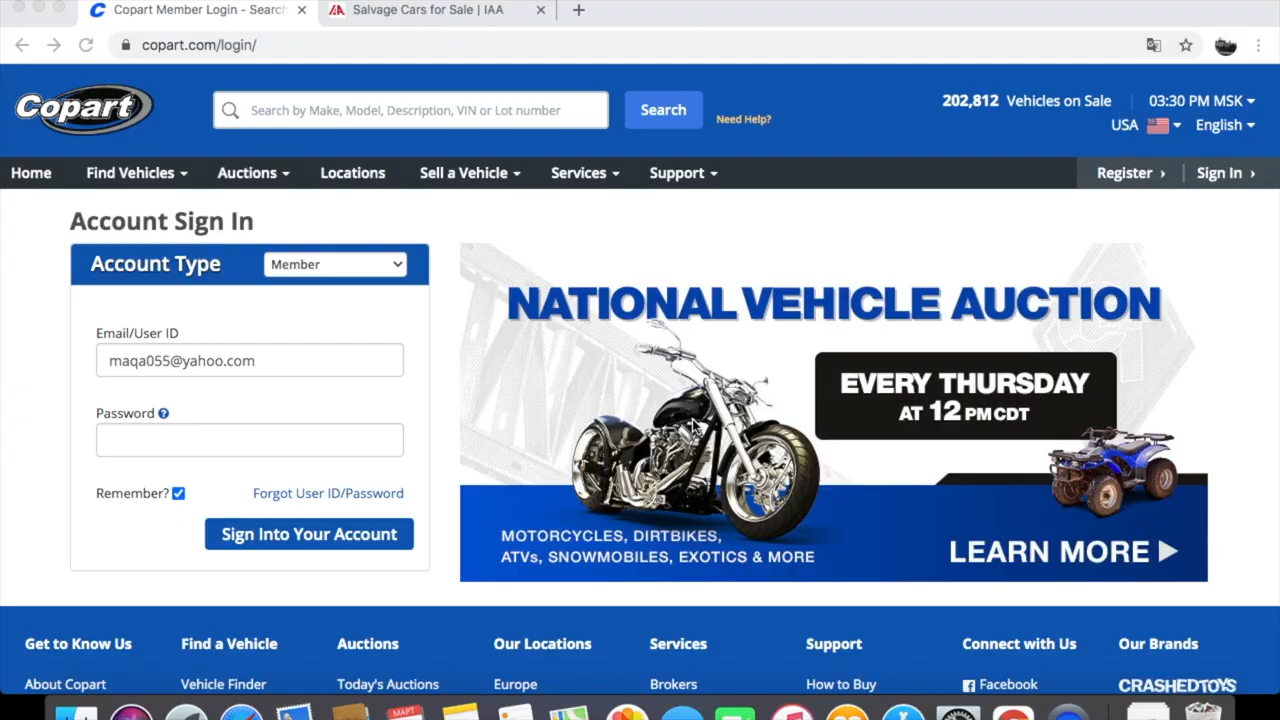 Copart Member Login - Search
Salvage Cars for Sale | IAA
copart.com/login/
Copart
Search by Make, Model, Description, VIN or Lot number
Search
Need Help?
202,812 Vehicles on Sale
03:30 PM MSK
USA
English
Home
Find Vehicles
Auctions
Locations
Sell a Vehicle
Services
Support
Register
Sign In
Account Sign In
Account Type
Member
Email/User ID
maqa055@yahoo.com
Password
Remember?
Forgot User ID/Password
Sign Into Your Account
NATIONAL VEHICLE AUCTION
EVERY THURSDAY
AT 12 PM CDT
MOTORCYCLES, DIRTBIKES,
ATVs, SNOWMOBILES, EXOTICS & MORE
LEARN MORE
Get to Know Us
Find a Vehicle
Auctions
Our Locations
Services
Support
Connect with Us
Our Brands
About Copart
Vehicle Finder
Today's Auctions
Europe
Brokers
How to Buy
Facebook
CRASHEDTOYS
МАРТ